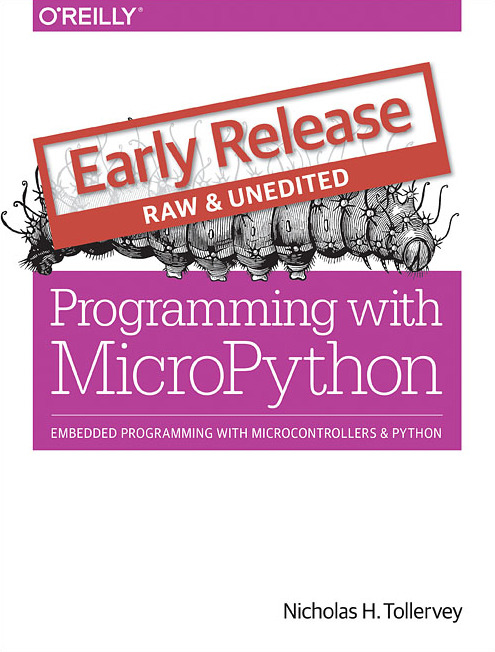 O'REILLY®
Early Release
RAW & UNEDITED
Programming with
MicroPython
EMBEDDED PROGRAMMING WITH MICROCONTROLLERS & PYTHON
Nicholas H. Tollervey